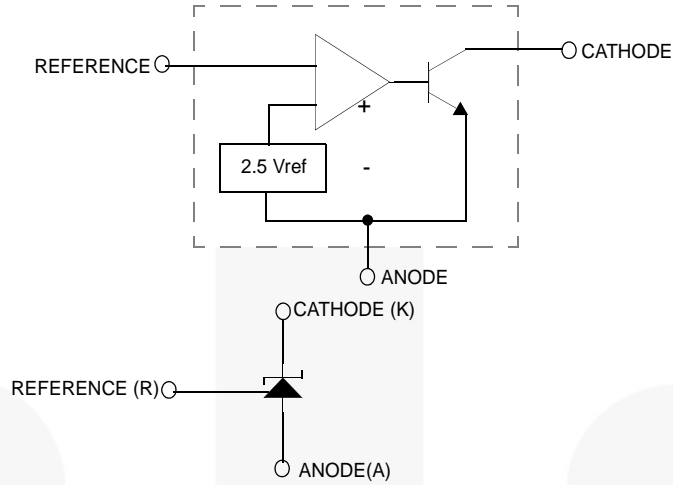 REFERENCE
CATHODE
+
2.5 Vref
-
ANODE
CATHODE (K)
REFERENCE (R)
ANODE(A)